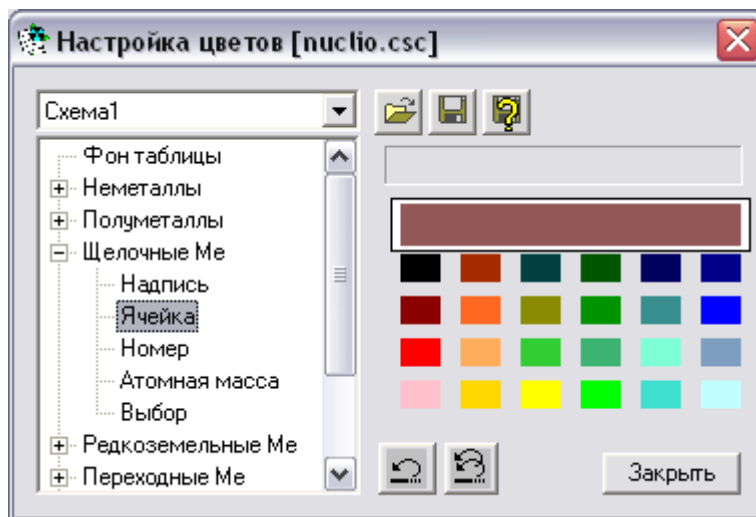 Настройка цветов [nuclio.csc]
Схема1
Фон таблицы
Неметаллы
Полуметаллы
Щелочные Ме
Надпись
Ячейка
Номер
Атомная масса
Выбор
Редкоземельные Ме
Переходные Ме
Закрыть